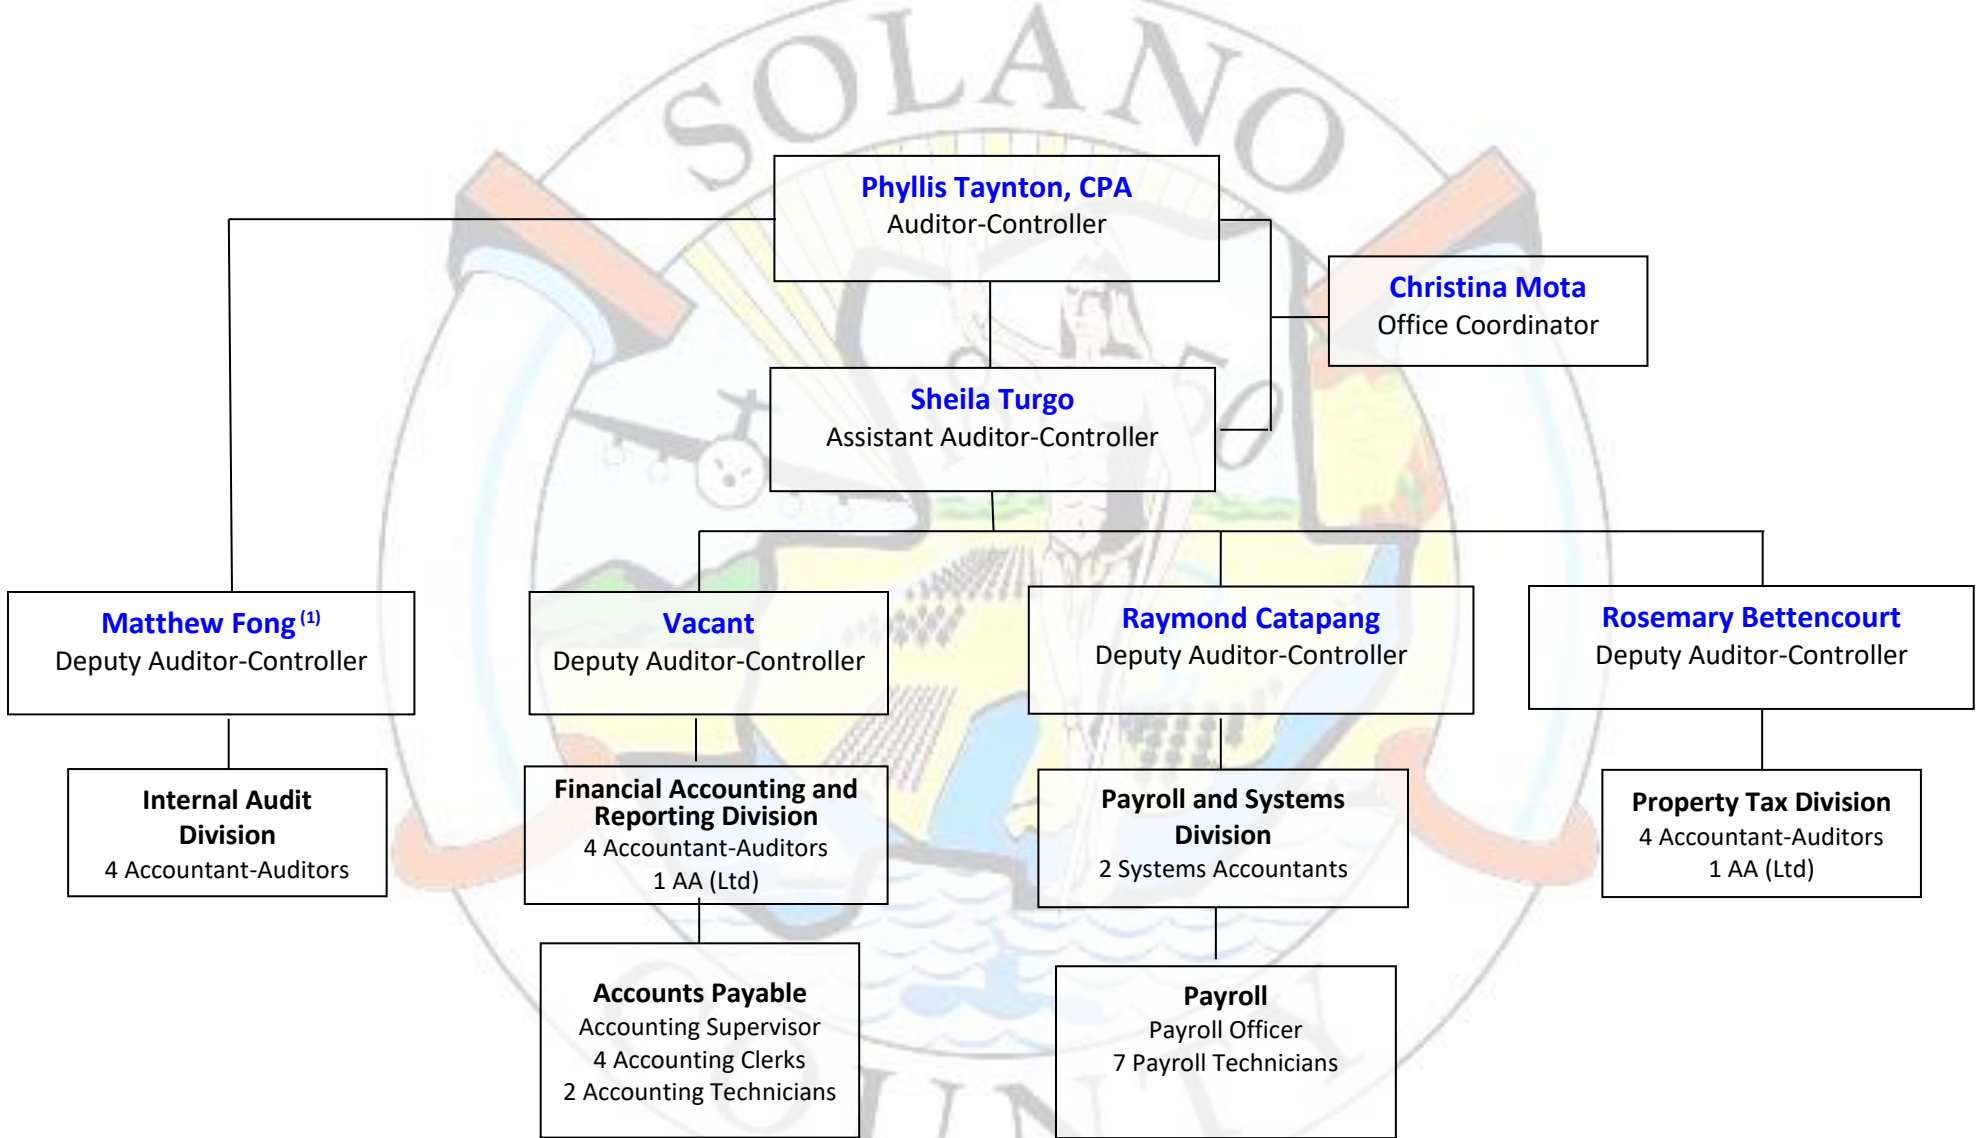 SOLANO
Phyllis Taynton, CPA
Auditor-Controller
Christina Mota
Office Coordinator
18 50
Sheila Turgo
Assistant Auditor-Controller
Matthew Fong (1)
Deputy Auditor-Controller
Vacant
Deputy Auditor-Controller
Raymond Catapang
Deputy Auditor-Controller
Rosemary Bettencourt
Deputy Auditor-Controller
Internal Audit
Division
4 Accountant-Auditors
Financial Accounting and
Reporting Division
4 Accountant-Auditors
1 AA (Ltd)
Payroll and Systems
Division
2 Systems Accountants
Property Tax Division
4 Accountant-Auditors
1 AA (Ltd)
Accounts Payable
Accounting Supervisor
4 Accounting Clerks
2 Accounting Technicians
Payroll
Payroll Officer
7 Payroll Technicians
COUNTY